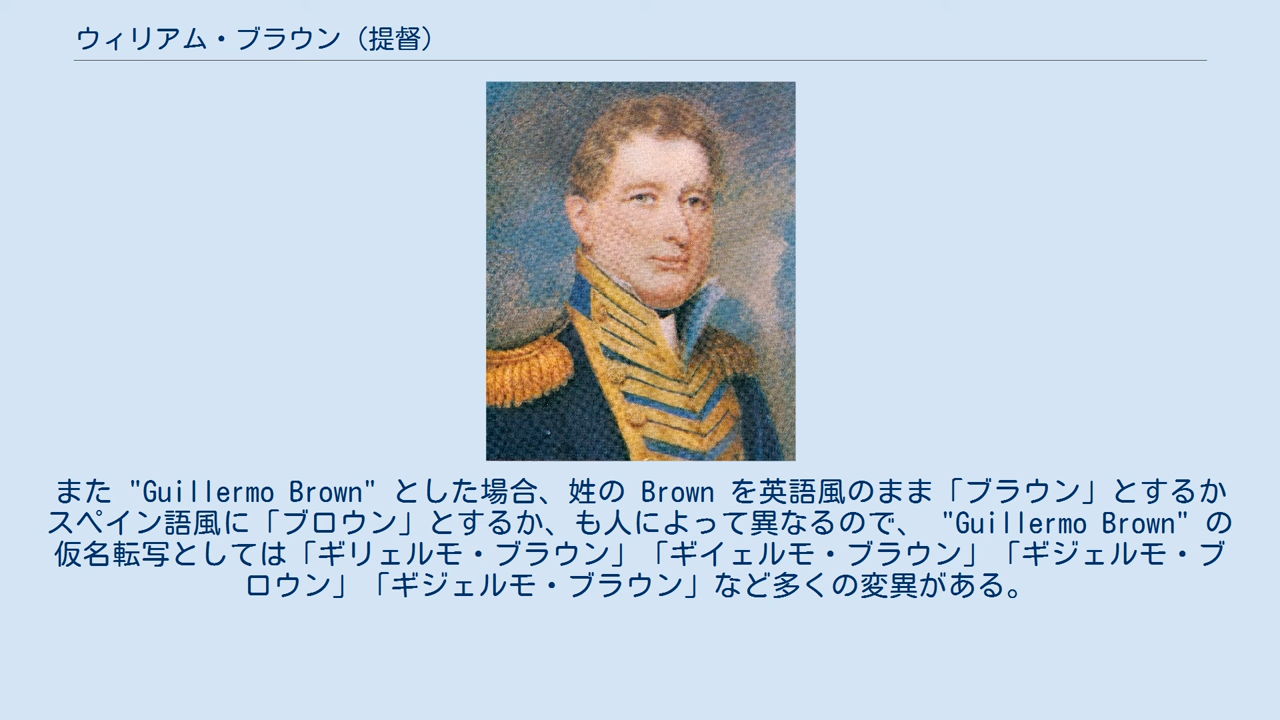 ウィリアム・ブラウン（提督）
また "Guillermo Brown" とした場合、姓の Brown を英語風のまま「ブラウン」とするか
スペイン語風に「ブロウン」とするか、も人によって異なるので、 "Guillermo Brown" の
仮名転写としては「ギリェルモ・ブラウン」「ギイェルモ・ブラウン」「ギジェルモ・ブ
ロウン」「ギジェルモ・ブラウン」など多くの変異がある。